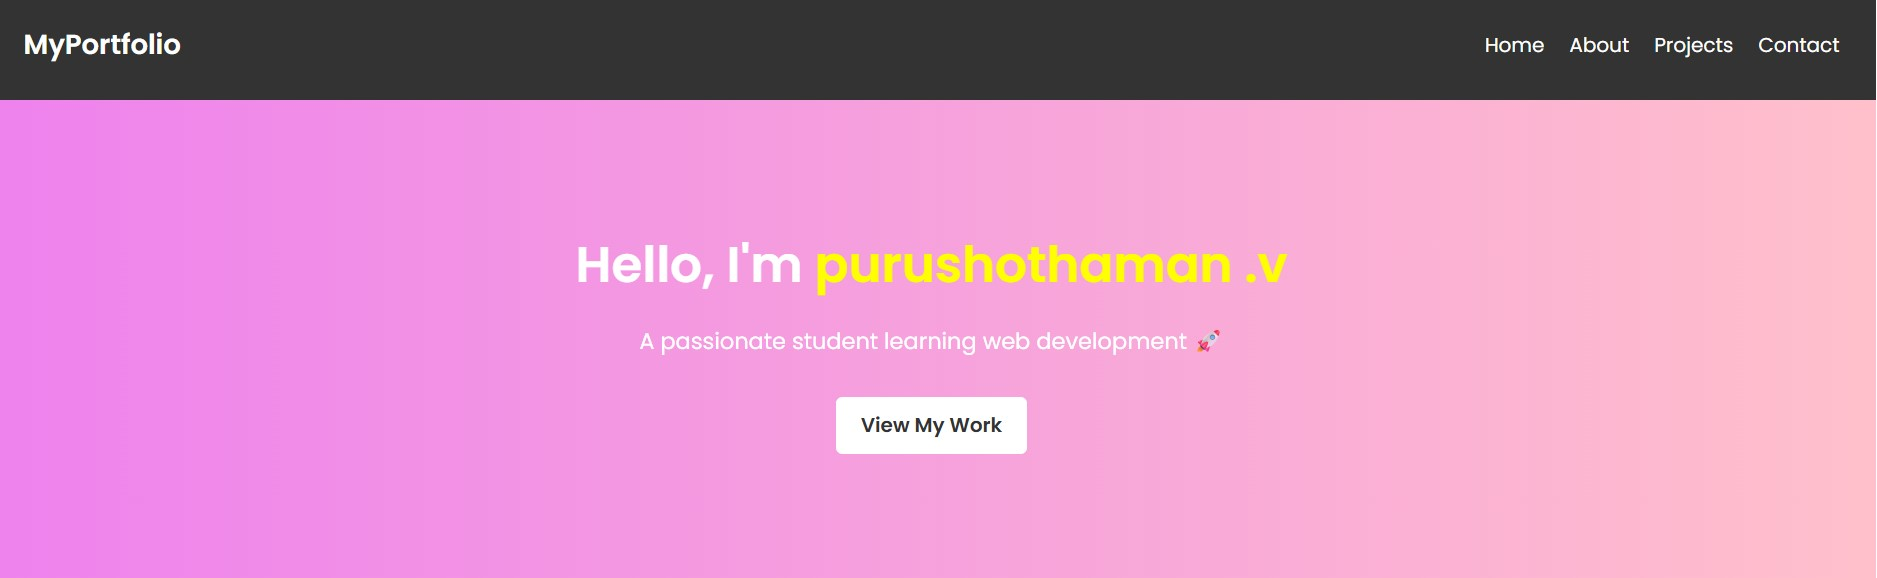 MyPortfolio
Home About Projects Contact
Hello, I'm purushothaman .v
A passionate student learning web development 🚀
View My Work